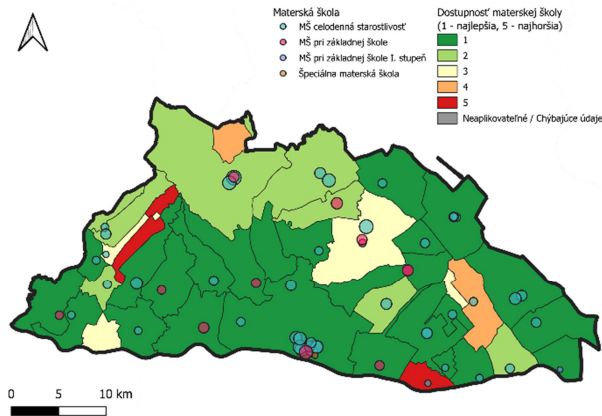 Materská škola
MŠ celodenná starostlivosť
MŠ pri základnej škole
MŠ pri základnej škole I. stupeň
Špeciálna materská škola
Dostupnosť materskej školy
(1 - najlepšia, 5 - najhoršia)
1
2
3
4
5
Neaplikovateľné / Chýbajúce údaje
0 5 10 km